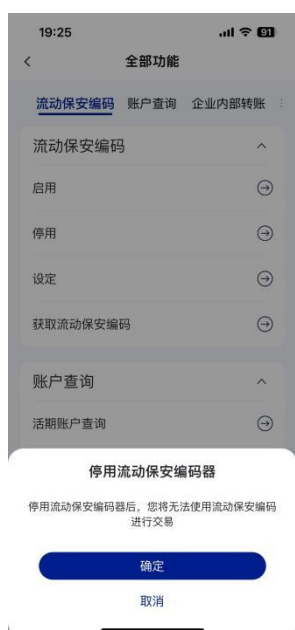 19:25
91
全部功能
流动保安编码 账户查询 企业内部转账
流动保安编码
启用
停用
设定
获取流动保安编码
账户查询
活期账户查询
停用流动保安编码器
停用流动保安编码器后，您将无法使用流动保安编码
进行交易
确定
取消